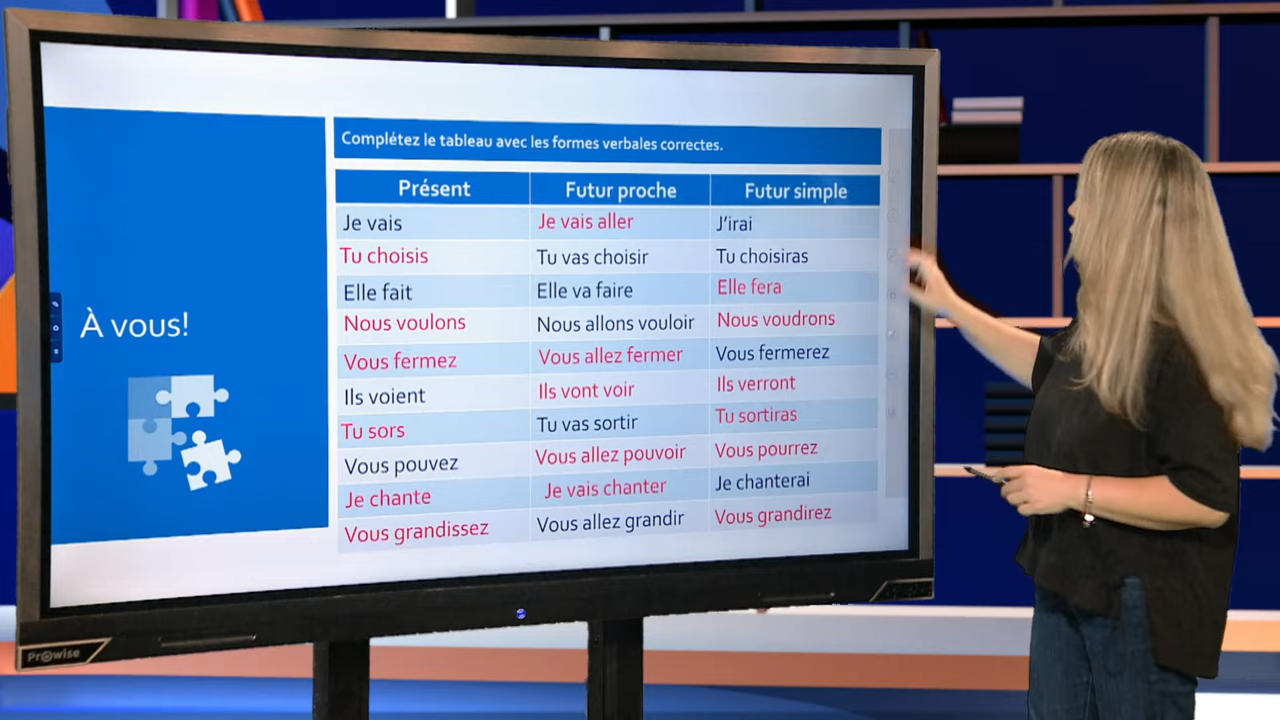 Complétez le tableau avec les formes verbales correctes.
Présent Futur proche Futur simple
Je vais Je vais aller J'irai
Tu choisis Tu vas choisir Tu choisiras
Elle fait Elle va faire Elle fera
Nous voulons Nous allons vouloir Nous voudrons
Vous fermez Vous allez fermer Vous fermerez
Ils voient Ils vont voir Ils verront
Tu sors Tu vas sortir Tu sortiras
Vous pouvez Vous allez pouvoir Vous pourrez
Je chante Je vais chanter Je chanterai
Vous grandissez Vous allez grandir Vous grandirez
À vous!
Prowise